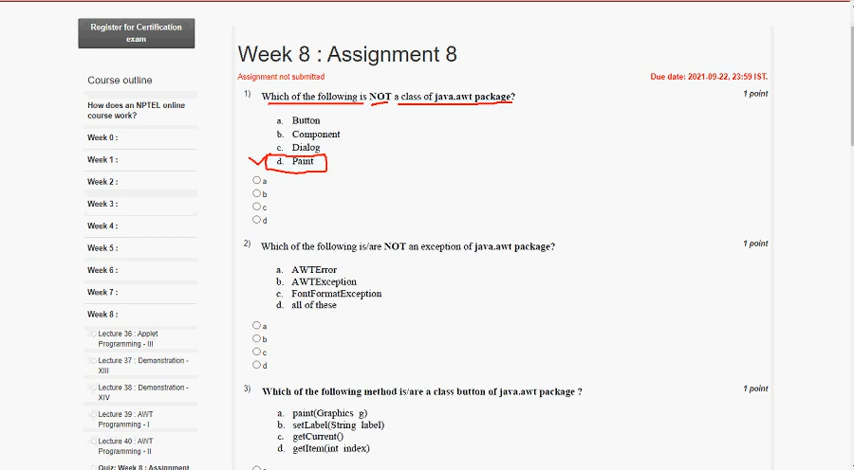 Register for Certification
exam
Week 8 : Assignment 8
Assignment not submitted
Due date: 2021-09-22, 23:59 IST.
Course outline
How does an NPTEL online
course work?
Week 0 :
Week 1 :
Week 2 :
Week 3 :
Week 4 :
Week 5 :
Week 6 :
Week 7 :
Week 8 :
Lecture 36 : Applet
Programming - III
Lecture 37 : Demonstration -
XIII
Lecture 38 : Demonstration -
XIV
Lecture 39 : AWT
Programming - I
Lecture 40 : AWT
Programming - II
Quiz: Week 8 : Assignment
1) Which of the following is NOT a class of java.awt package?
1 point
a. Button
b. Component
c. Dialog
d. Paint
a
b
c
d
2) Which of the following is/are NOT an exception of java.awt package?
1 point
a. AWTError
b. AWTException
c. FontFormatException
d. all of these
a
b
c
d
3) Which of the following method is/are a class button of java.awt package ?
1 point
a. paint(Graphics g)
b. setLabel(String label)
c. getCurrent()
d. getItem(int index)